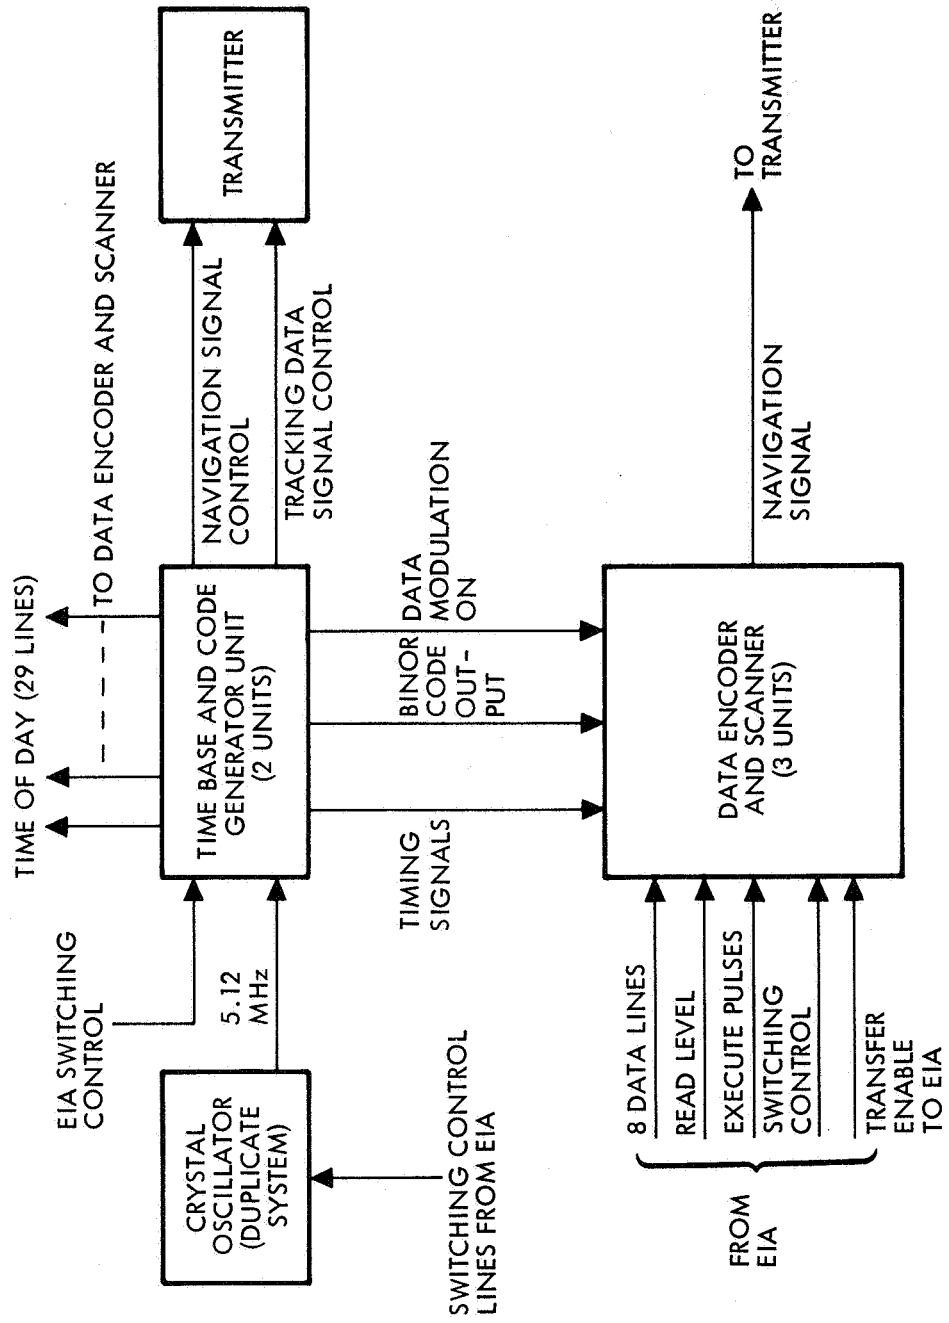 TIME OF DAY (29 LINES)
TO DATA ENCODER AND SCANNER
EIA SWITCHING
CONTROL
TIME BASE AND CODE
GENERATOR UNIT
(2 UNITS)
NAVIGATION SIGNAL
CONTROL
TRANSMITTER
5.12
MHz
TRACKING DATA
SIGNAL CONTROL
CRYSTAL
OSCILLATOR
(DUPLICATE
SYSTEM)
SWITCHING CONTROL
LINES FROM EIA
TIMING
SIGNALS
BINOR
CODE
OUT-
PUT
DATA
MODULATION
ON
FROM
EIA
8 DATA LINES
READ LEVEL
EXECUTE PULSES
SWITCHING
CONTROL
TRANSFER
ENABLE
TO EIA
DATA ENCODER
AND SCANNER
(3 UNITS)
NAVIGATION
SIGNAL
TO
TRANSMITTER